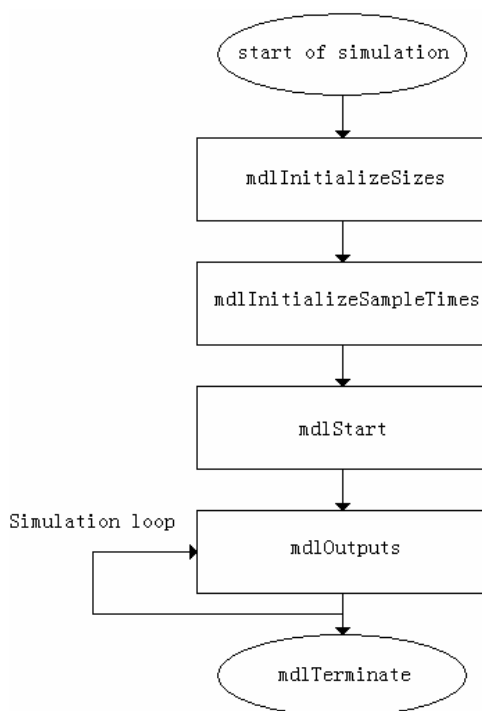 start of simulation
mdlInitializeSizes
mdlInitializeSampleTimes
mdlStart
Simulation loop
mdlOutputs
mdlTerminate